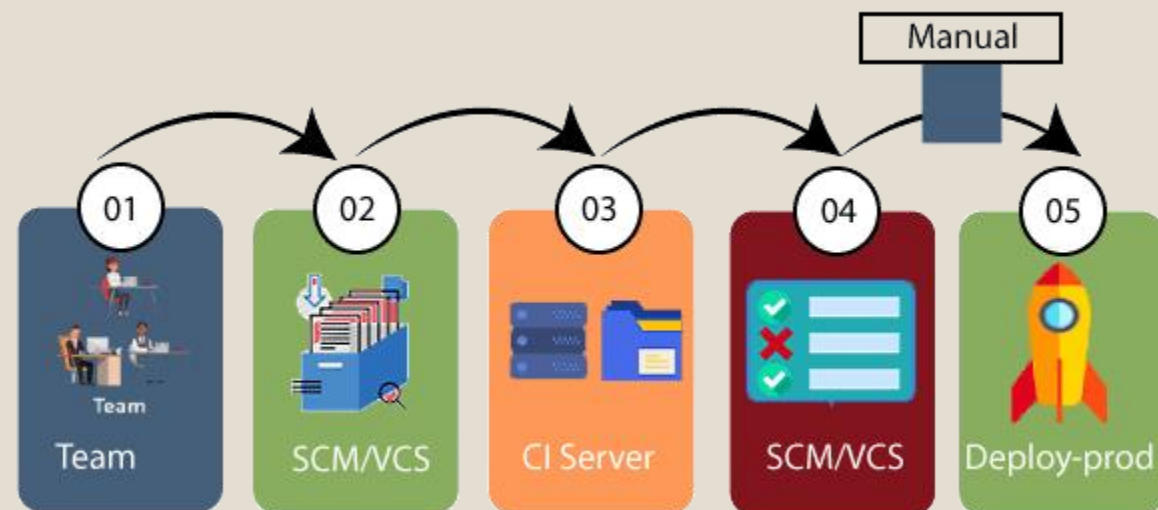 Manual
01
02
03
04
05
Team
Team
SCM/VCS
CI Server
SCM/VCS
Deploy-prod